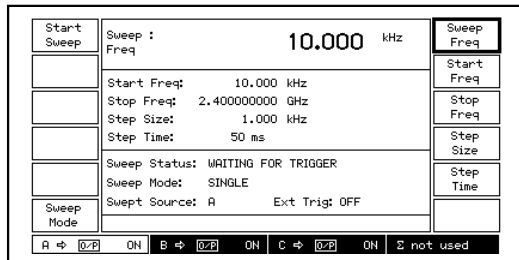 Start
Sweep
Sweep :
Freq
10.000 kHz
Sweep
Freq
Start Freq: 10.000 kHz
Stop Freq: 2.400000000 GHz
Step Size: 1.000 kHz
Step Time: 50 ms
Start
Freq
Stop
Freq
Step
Size
Sweep Status: WAITING FOR TRIGGER
Sweep Mode: SINGLE
Swept Source: A Ext Trig: OFF
Step
Time
Sweep
Mode
A ⇨ O/P ON B ⇨ O/P ON C ⇨ O/P ON Σ not used